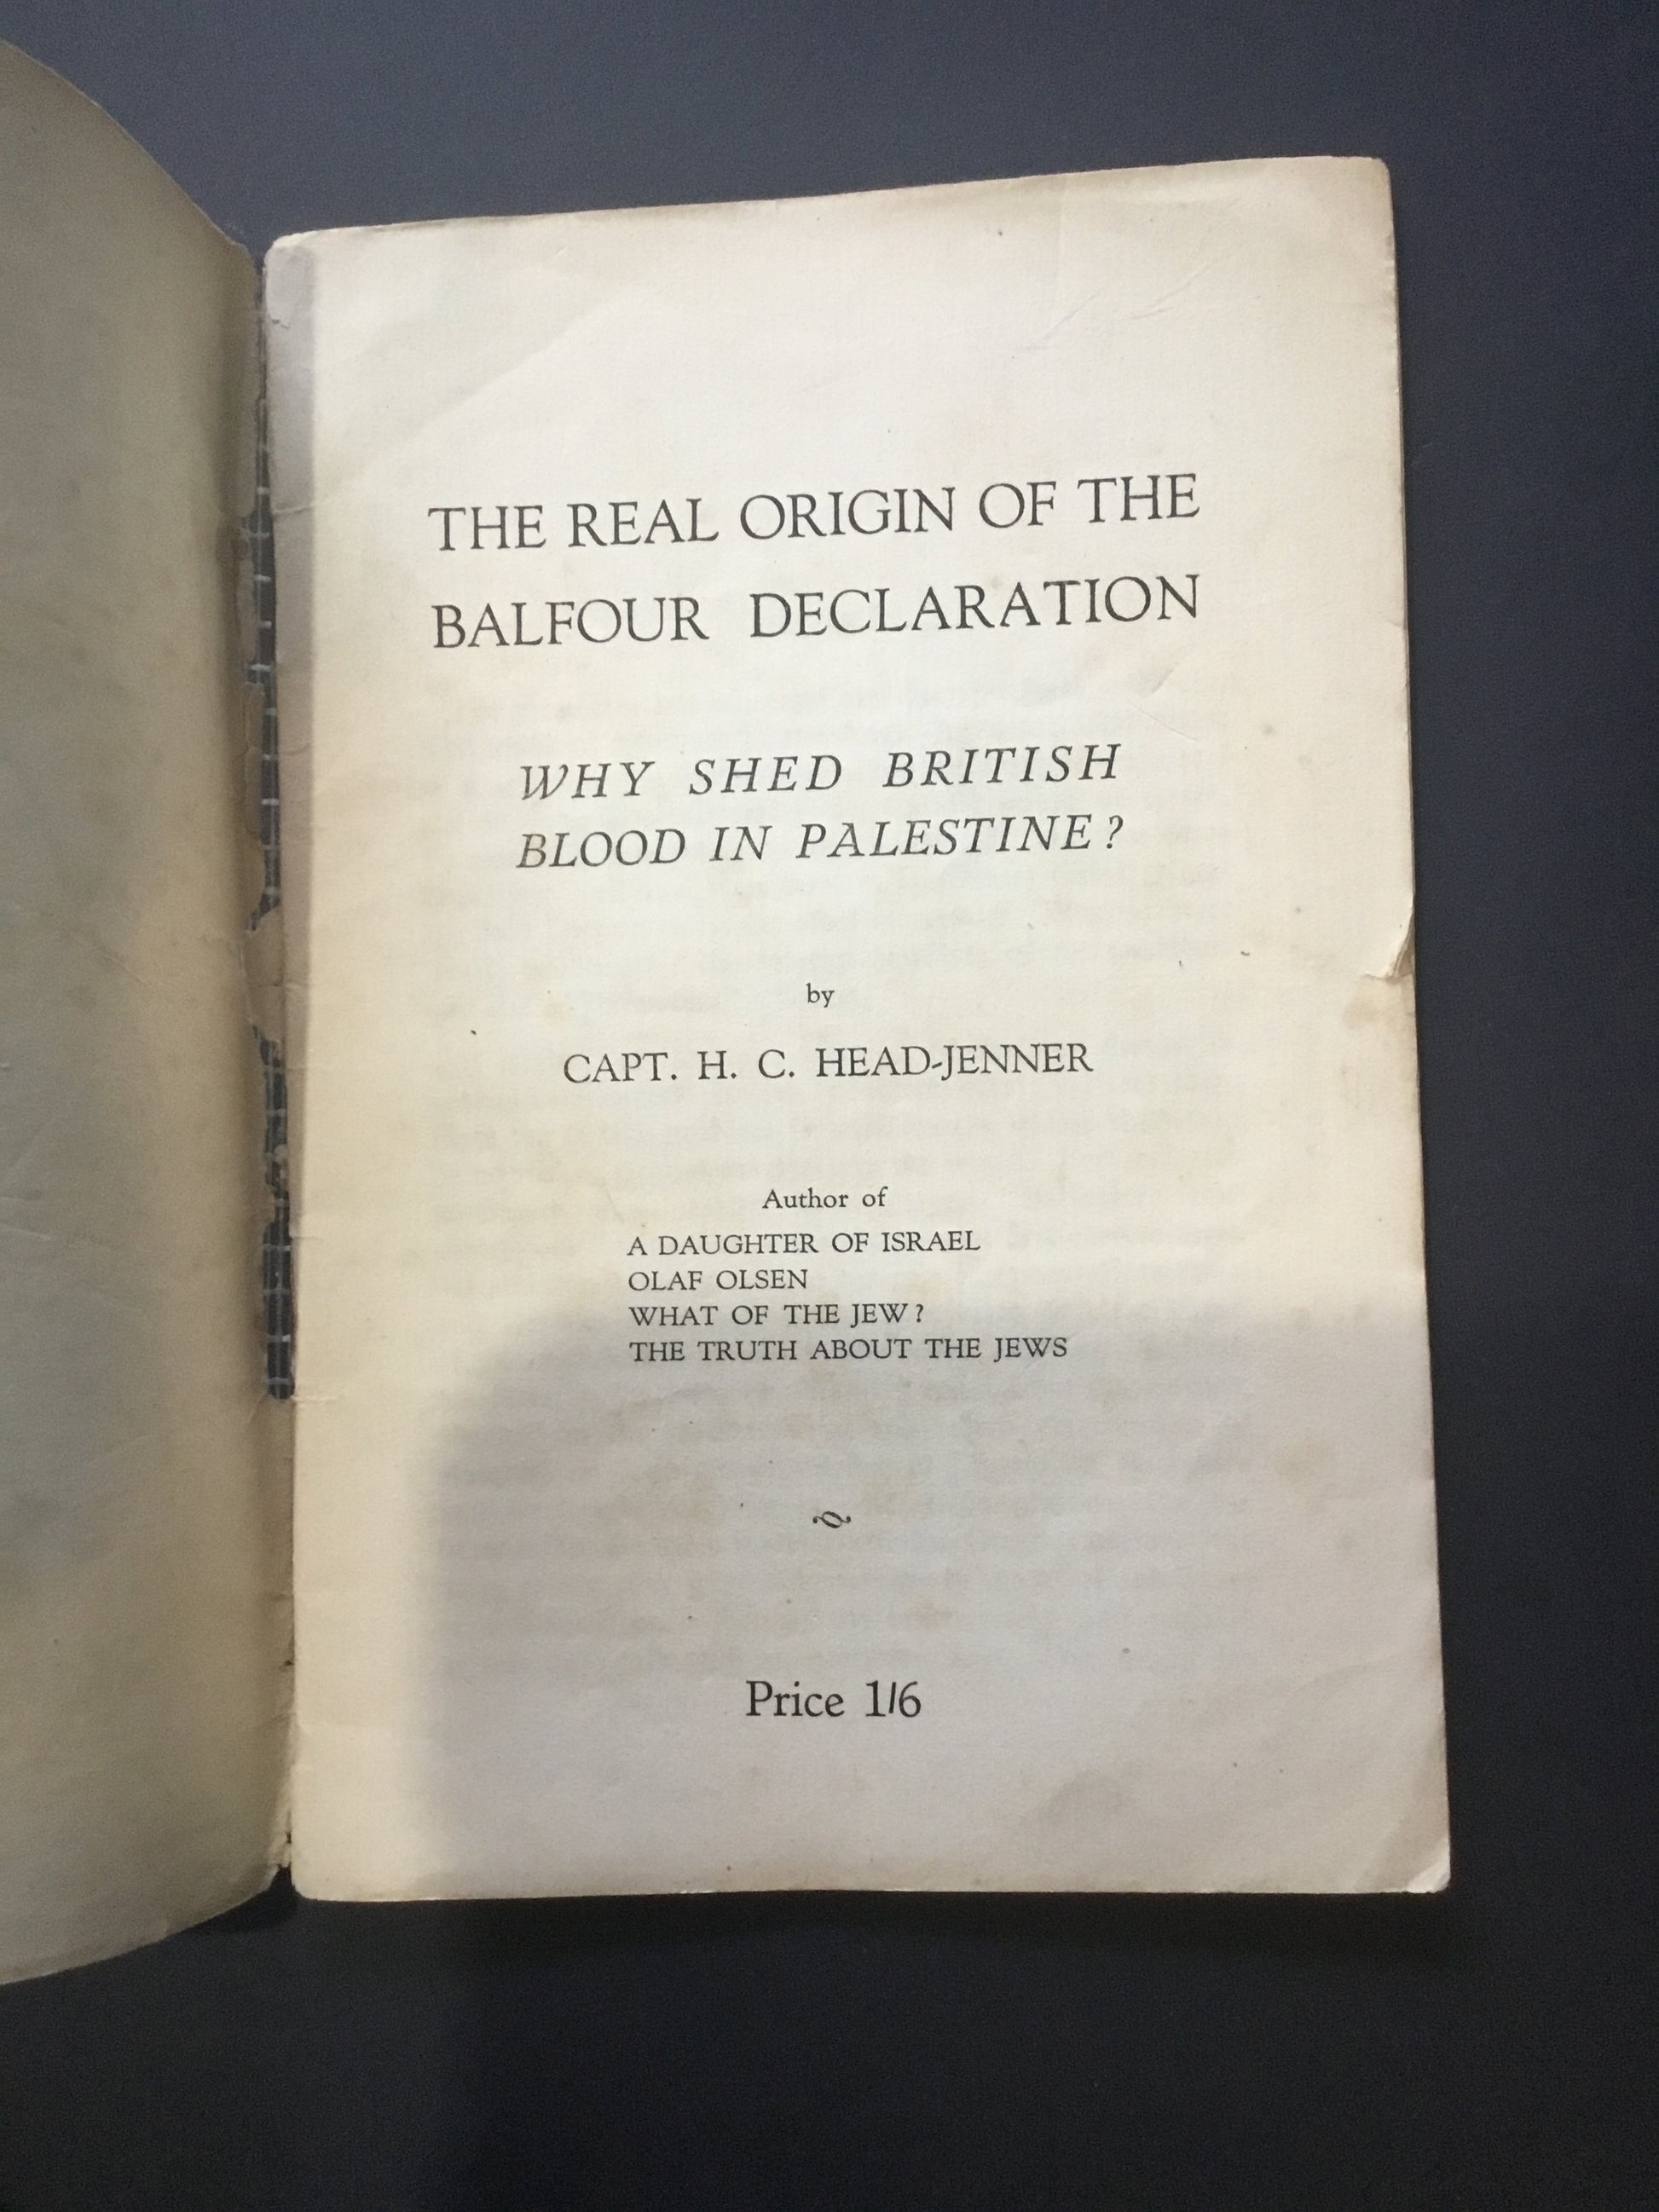 THE REAL ORIGIN OF THE
BALFOUR DECLARATION
WHY SHED BRITISH
BLOOD IN PALESTINE?
by
CAPT. H. C. HEAD-JENNER
Author of
A DAUGHTER OF ISRAEL
OLAF OLSEN
WHAT OF THE JEW?
THE TRUTH ABOUT THE JEWS
Price 1/6